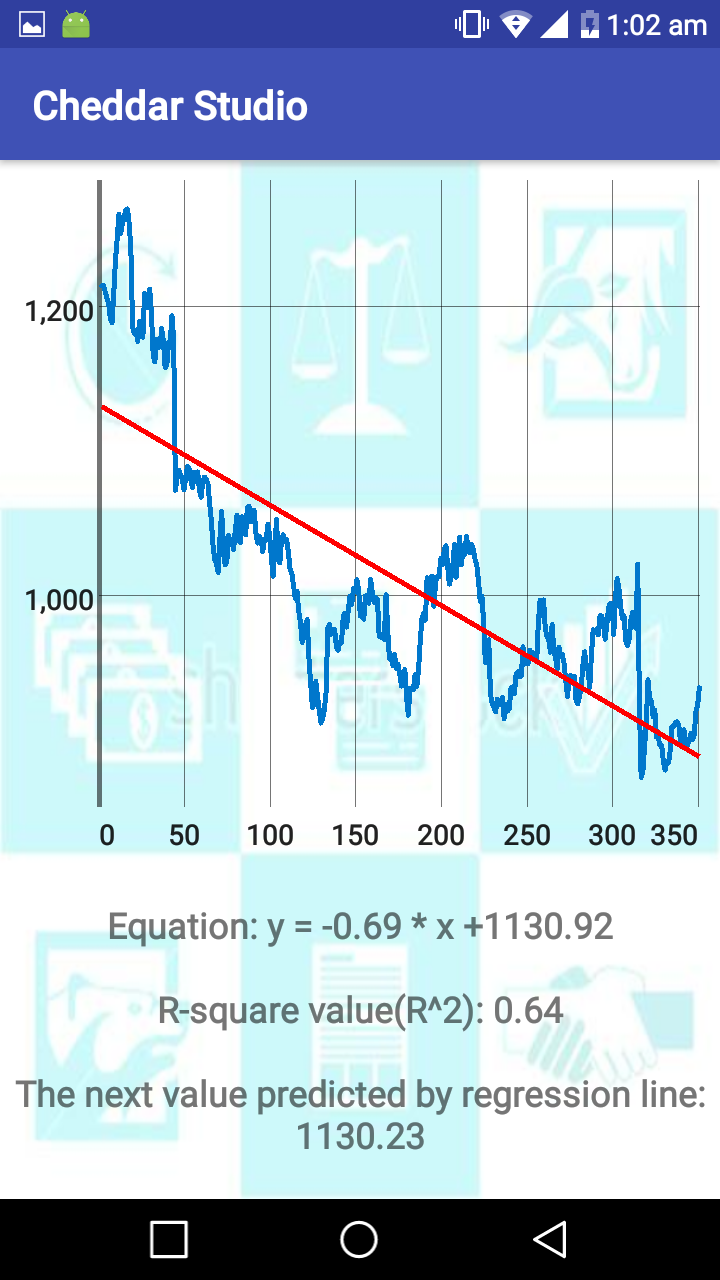 1:02 am
Cheddar Studio
1,200
1,000
0 50 100 150 200 250 300 350
Equation: y = -0.69 * x +1130.92
R-square value(R^2): 0.64
The next value predicted by regression line:
1130.23